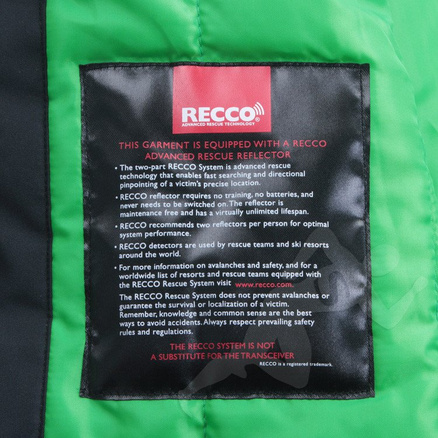 RECCO®
ADVANCED RESCUE TECHNOLOGY
THIS GARMENT IS EQUIPPED WITH A RECCO
ADVANCED RESCUE REFLECTOR
• The two-part RECCO System is advanced rescue
technology that enables fast searching and directional
pinpointing of a victim's precise location.
• RECCO reflector requires no training, no batteries, and
never needs to be switched on. The reflector is
maintenance free and has a virtually unlimited lifespan.
• RECCO recommends two reflectors per person for optimal
system performance.
• RECCO detectors are used by rescue teams and ski resorts
around the world.
• For more information on avalanches and safety, and for a
worldwide list of resorts and rescue teams equipped with
the RECCO Rescue System visit www.recco.com.
The RECCO Rescue System does not prevent avalanches or
guarantee the survival or localization of a victim.
Remember, knowledge and common sense are the best
ways to avoid accidents. Always respect prevailing safety
rules and regulations.
THE RECCO SYSTEM IS NOT
A SUBSTITUTE FOR THE TRANSCEIVER
RECCO is a registered trademark.